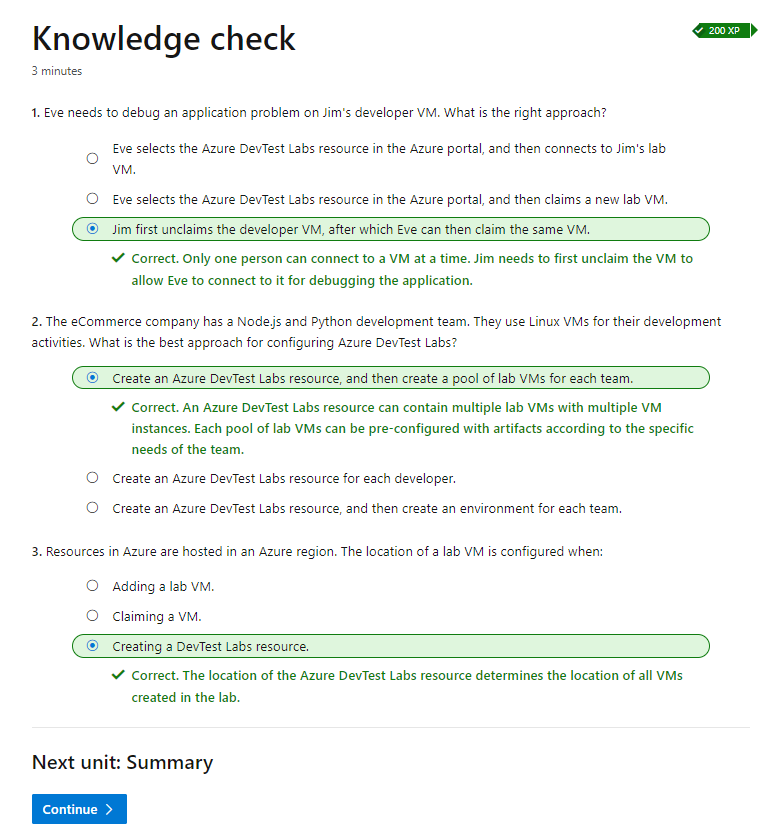 Knowledge check
200 XP
3 minutes
1. Eve needs to debug an application problem on Jim's developer VM. What is the right approach?
Eve selects the Azure DevTest Labs resource in the Azure portal, and then connects to Jim's lab
VM.
Eve selects the Azure DevTest Labs resource in the Azure portal, and then claims a new lab VM.
Jim first unclaims the developer VM, after which Eve can then claim the same VM.
Correct. Only one person can connect to a VM at a time. Jim needs to first unclaim the VM to
allow Eve to connect to it for debugging the application.
2. The eCommerce company has a Node.js and Python development team. They use Linux VMs for their development
activities. What is the best approach for configuring Azure DevTest Labs?
Create an Azure DevTest Labs resource, and then create a pool of lab VMs for each team.
Correct. An Azure DevTest Labs resource can contain multiple lab VMs with multiple VM
instances. Each pool of lab VMs can be pre-configured with artifacts according to the specific
needs of the team.
Create an Azure DevTest Labs resource for each developer.
Create an Azure DevTest Labs resource, and then create an environment for each team.
3. Resources in Azure are hosted in an Azure region. The location of a lab VM is configured when:
Adding a lab VM.
Claiming a VM.
Creating a DevTest Labs resource.
Correct. The location of the Azure DevTest Labs resource determines the location of all VMs
created in the lab.
Next unit: Summary
Continue